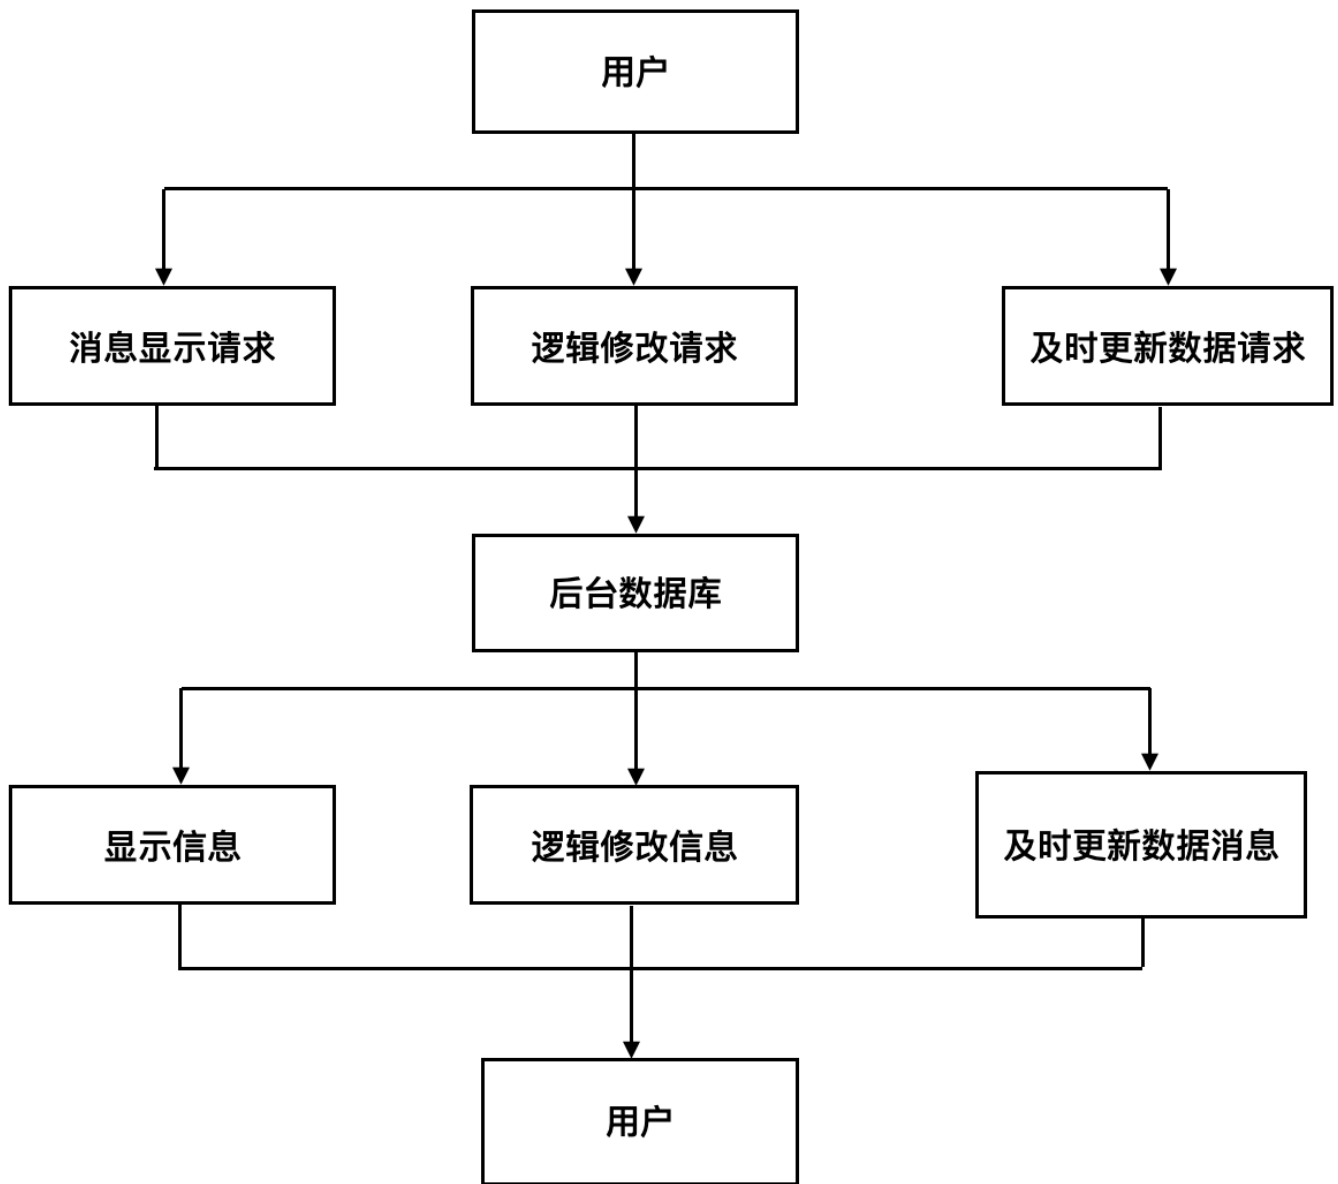 用户
消息显示请求
逻辑修改请求
及时更新数据请求
后台数据库
显示信息
逻辑修改信息
及时更新数据消息
用户